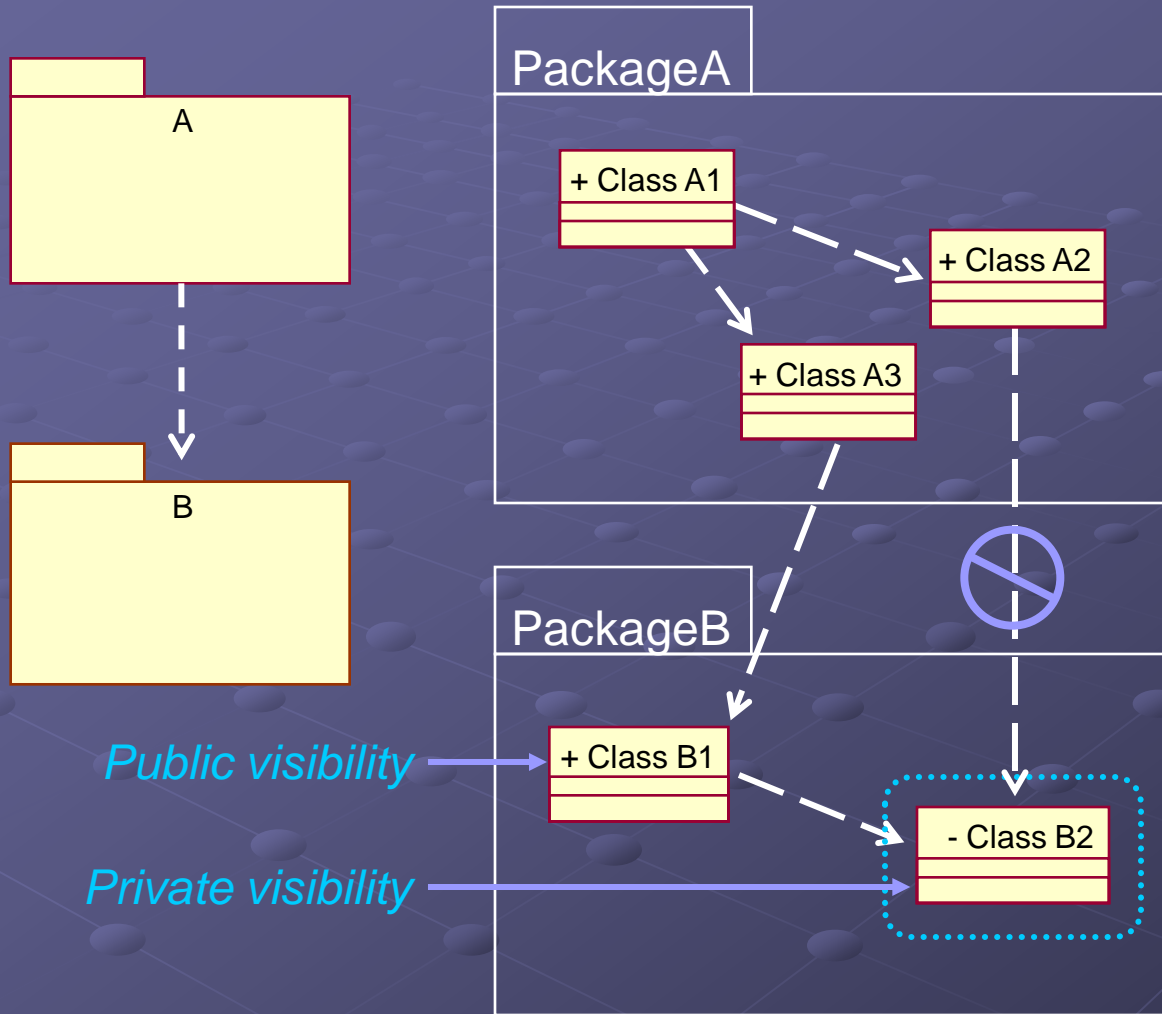 A
B
PackageA
+ Class A1
+ Class A2
+ Class A3
PackageB
Public visibility
+ Class B1
- Class B2
Private visibility